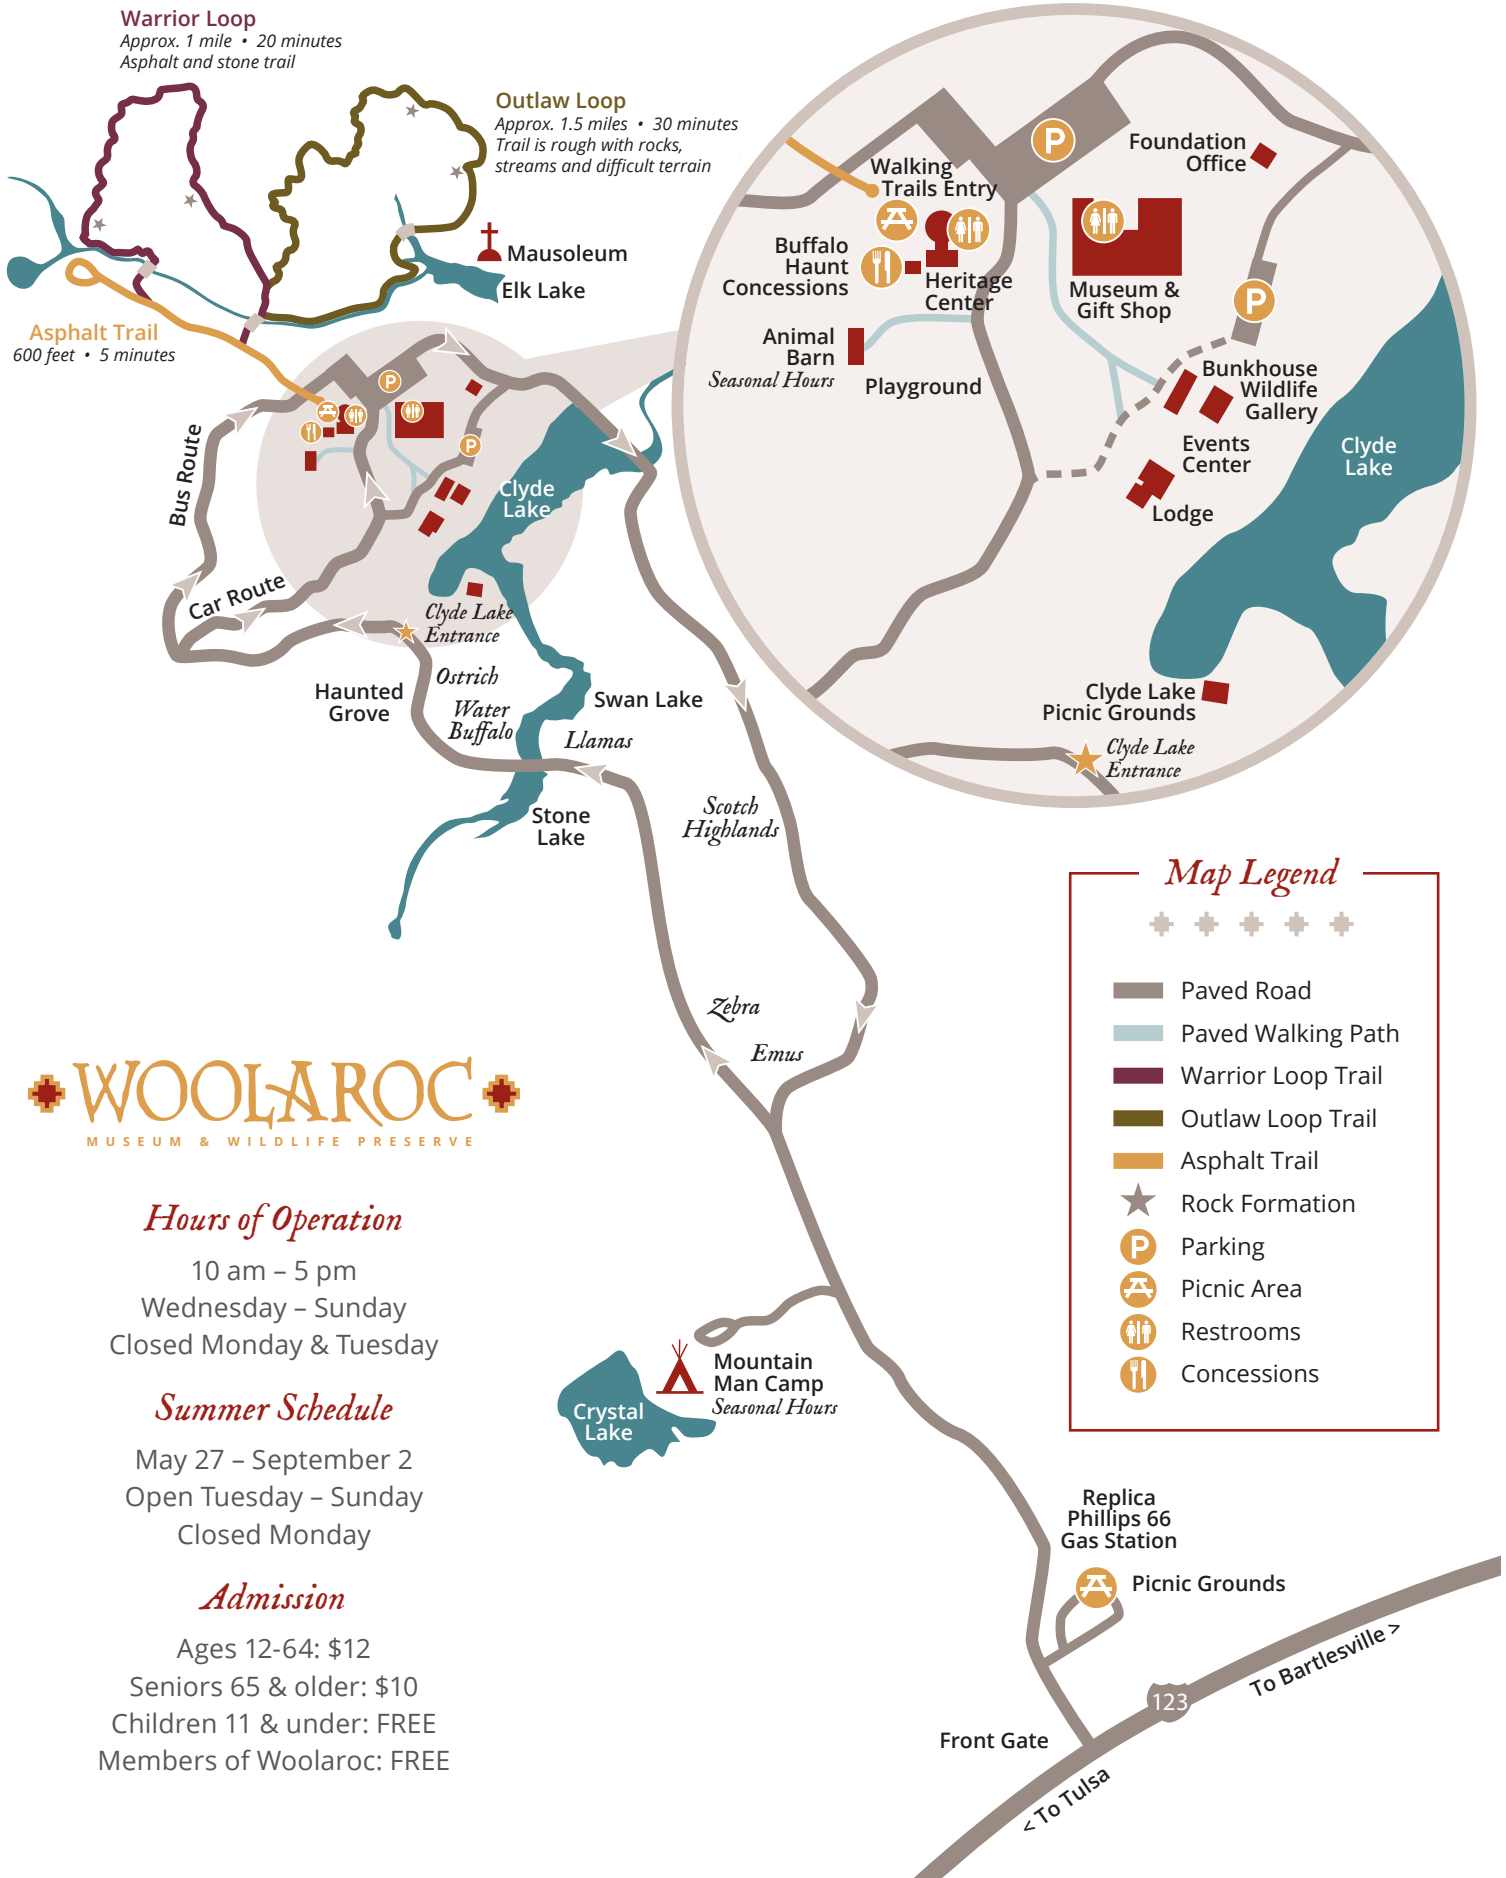 Warrior Loop
Approx. 1 mile • 20 minutes
Asphalt and stone trail
Outlaw Loop
Approx. 1.5 miles • 30 minutes
Trail is rough with rocks,
streams and difficult terrain
Mausoleum
Elk Lake
Asphalt Trail
600 feet • 5 minutes
Bus Route
Car Route
P
P
Clyde
Lake
Clyde Lake
Entrance
Ostrich
Haunted
Grove
Water
Buffalo
Swan Lake
Llamas
Stone
Lake
Scotch
Highlands
Zebra
Emus
P
Foundation
Office
Walking
Trails Entry
Buffalo
Haunt
Concessions
Heritage
Center
Museum &
Gift Shop
P
Animal
Barn
Seasonal Hours
Playground
Bunkhouse
Wildlife
Gallery
Events
Center
Lodge
Clyde
Lake
Clyde Lake
Picnic Grounds
Clyde Lake
Entrance
Map Legend
Paved Road
Paved Walking Path
Warrior Loop Trail
Outlaw Loop Trail
Asphalt Trail
Rock Formation
P Parking
Picnic Area
Restrooms
Concessions
WOOLAROC
MUSEUM & WILDLIFE PRESERVE
Hours of Operation
10 am – 5 pm
Wednesday – Sunday
Closed Monday & Tuesday
Summer Schedule
May 27 – September 2
Open Tuesday – Sunday
Closed Monday
Admission
Ages 12-64: $12
Seniors 65 & older: $10
Children 11 & under: FREE
Members of Woolaroc: FREE
Mountain
Man Camp
Seasonal Hours
Crystal
Lake
Replica
Phillips 66
Gas Station
Picnic Grounds
To Bartlesville >
123
Front Gate
< To Tulsa